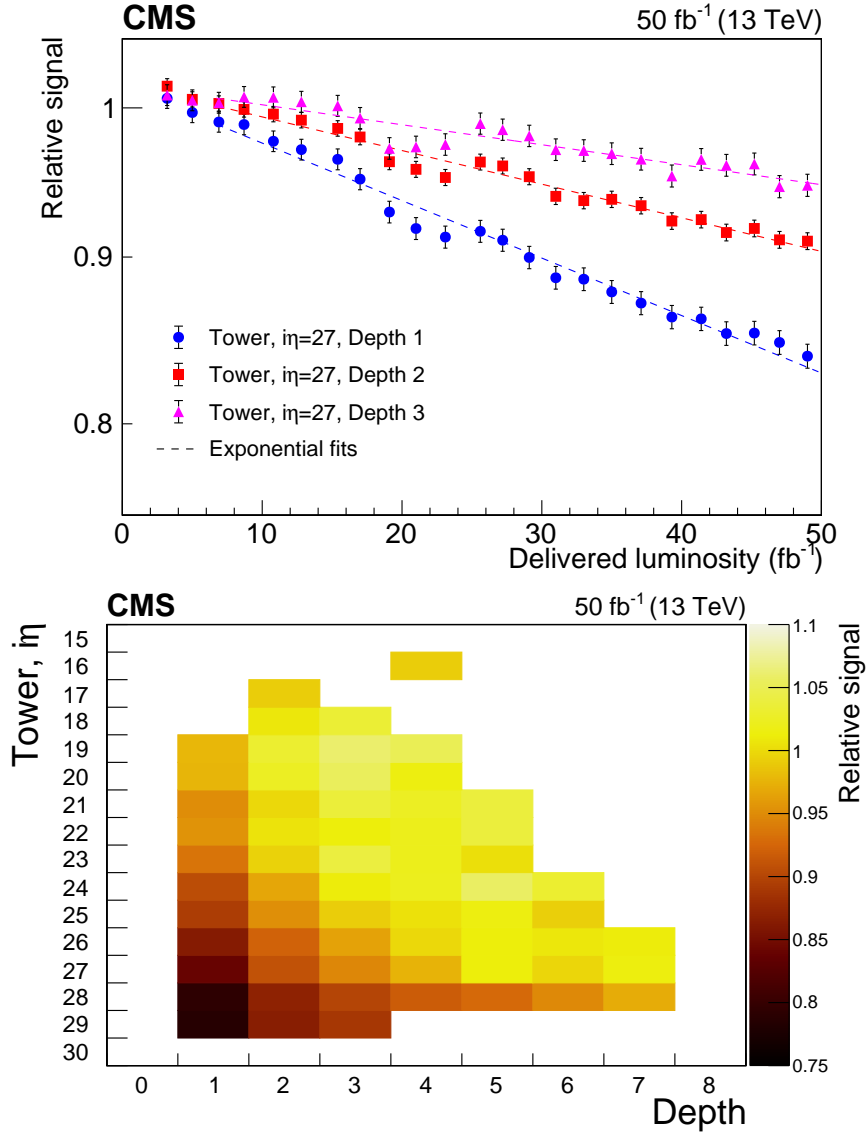 CMS 50 fb⁻¹ (13 TeV)
Relative signal
1
0.9
0.8
Tower, iη=27, Depth 1
Tower, iη=27, Depth 2
Tower, iη=27, Depth 3
Exponential fits
0 10 20 30 40 50
Delivered luminosity (fb⁻¹)
CMS 50 fb⁻¹ (13 TeV)
Tower, iη
15
16
17
18
19
20
21
22
23
24
25
26
27
28
29
30
0 1 2 3 4 5 6 7 8
Depth
1.1
1.05
1
0.95
0.9
0.85
0.8
0.75
Relative signal